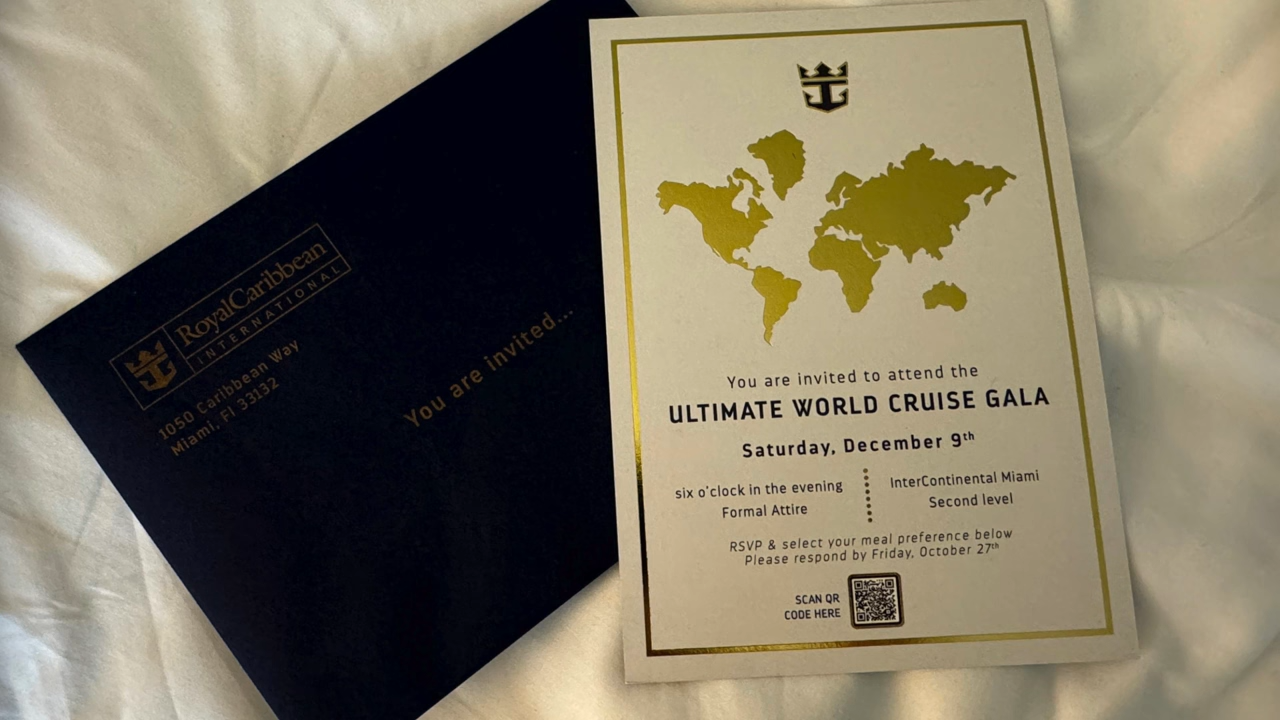 RoyalCaribbean
INTERNATIONAL
1050 Caribbean Way
Miami, Fl 33132
You are invited...
You are invited to attend the
ULTIMATE WORLD CRUISE GALA
Saturday, December 9th
six o'clock in the evening
Formal Attire
InterContinental Miami
Second level
RSVP & select your meal preference below
Please respond by Friday, October 27th
SCAN QR
CODE HERE